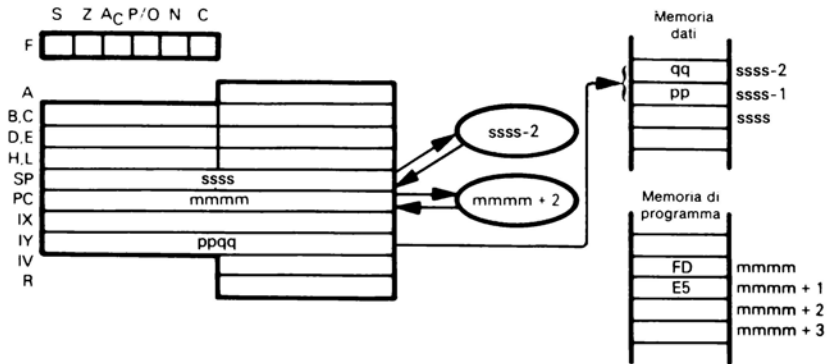 S Z AC P/O N C
F
A
B,C
D,E
H,L
SP ssss
PC mmmm
IX
IY ppqq
IV
R
ssss-2
mmmm + 2
Memoria
dati
qq ssss-2
pp ssss-1
ssss
Memoria di
programma
FD mmmm
E5 mmmm + 1
mmmm + 2
mmmm + 3